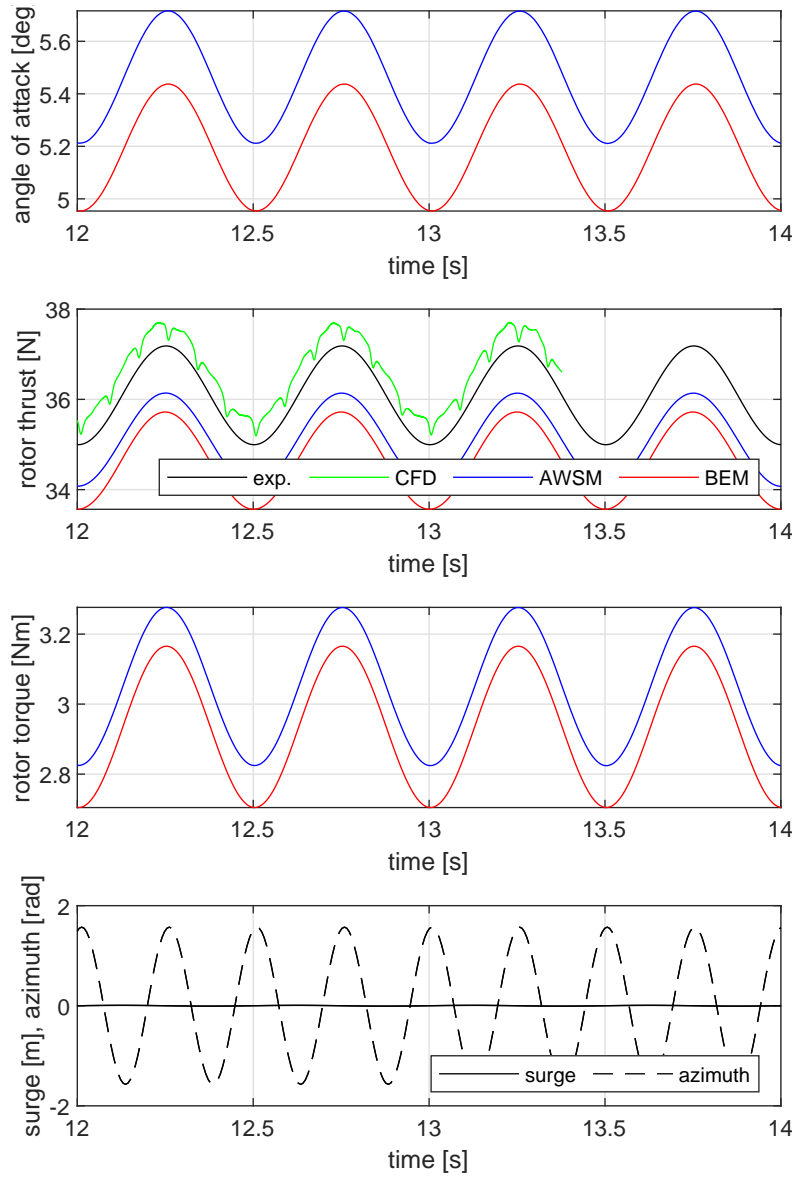 angle of attack [deg
5.6
5.4
5.2
5
12 12.5 13 13.5 14
time [s]
rotor thrust [N]
38
36
34
exp. CFD AWSM BEM
12 12.5 13 13.5 14
time [s]
rotor torque [Nm]
3.2
3
2.8
12 12.5 13 13.5 14
time [s]
surge [m], azimuth [rad]
2
0
-2
surge azimuth
12 12.5 13 13.5 14
time [s]